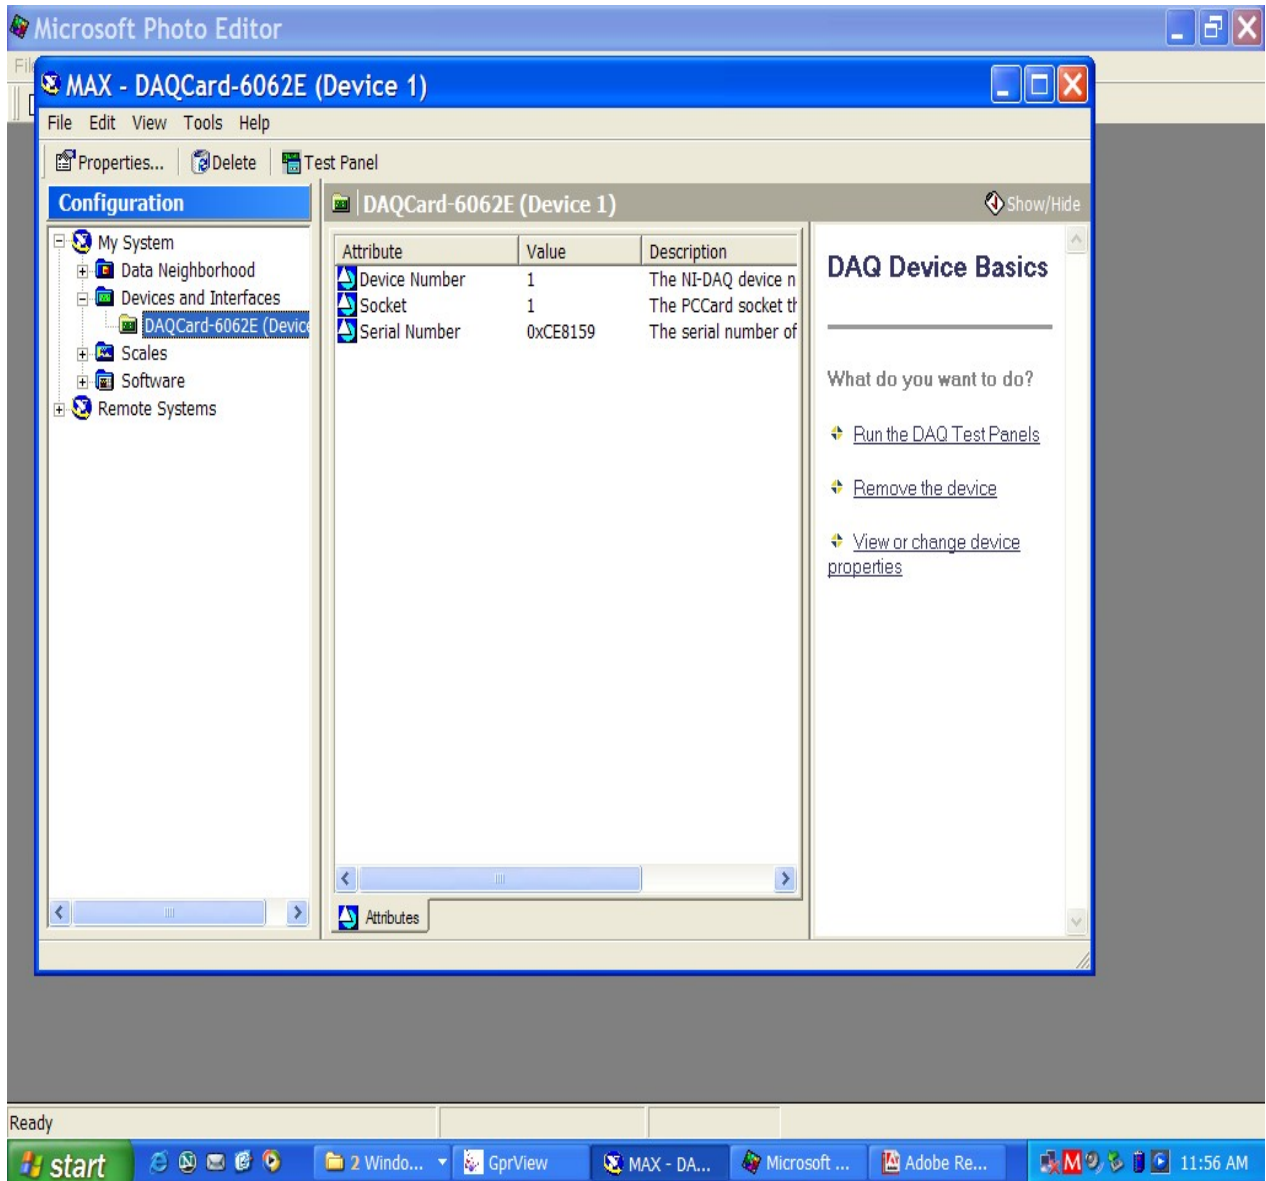 Microsoft Photo Editor
MAX - DAQCard-6062E (Device 1)
File Edit View Tools Help
Properties... Delete Test Panel
Configuration
My System
Data Neighborhood
Devices and Interfaces
DAQCard-6062E (Device
Scales
Software
Remote Systems
DAQCard-6062E (Device 1) Show/Hide
Attribute Value Description
Device Number 1 The NI-DAQ device n
Socket 1 The PCCard socket th
Serial Number 0xCE8159 The serial number of
Attributes
DAQ Device Basics
What do you want to do?
Run the DAQ Test Panels
Remove the device
View or change device
properties
Ready
start 2 Windo... GprView MAX - DA... Microsoft ... Adobe Re... 11:56 AM